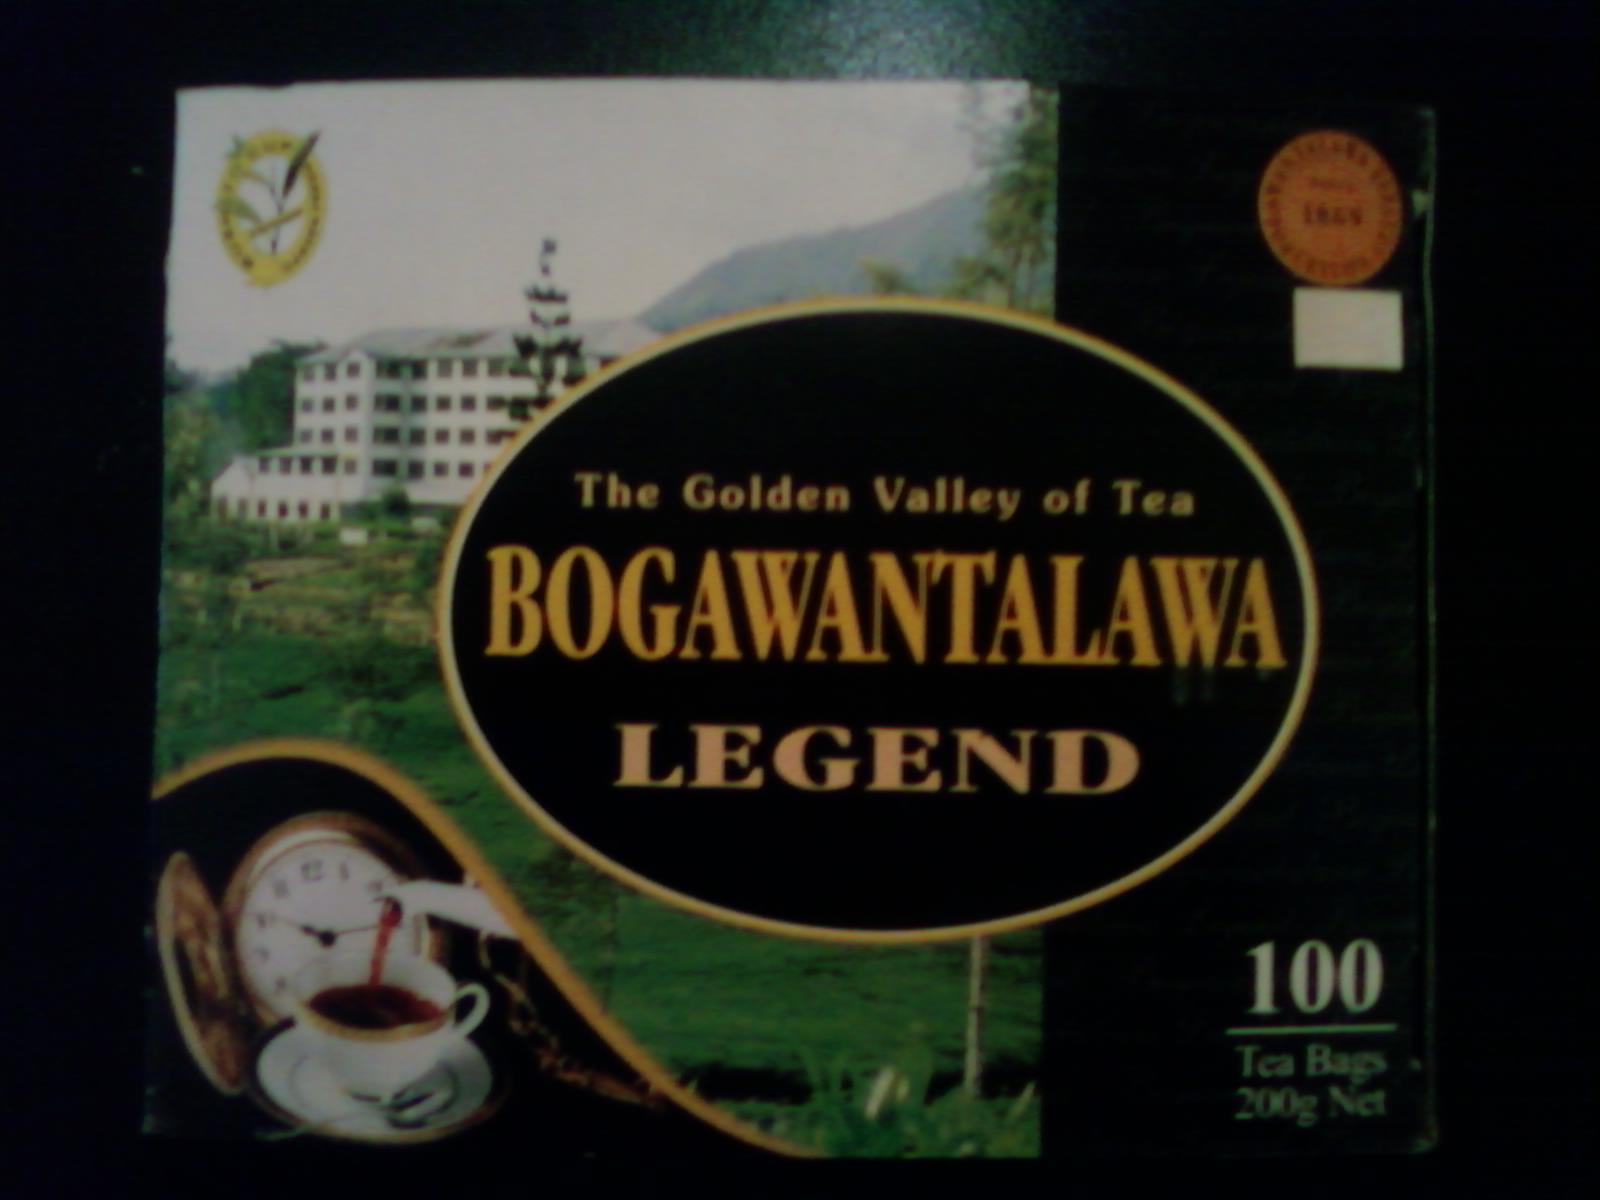 The Golden Valley of Tea
BOGAWANTALAWA
LEGEND
100
Tea Bags
200g Net